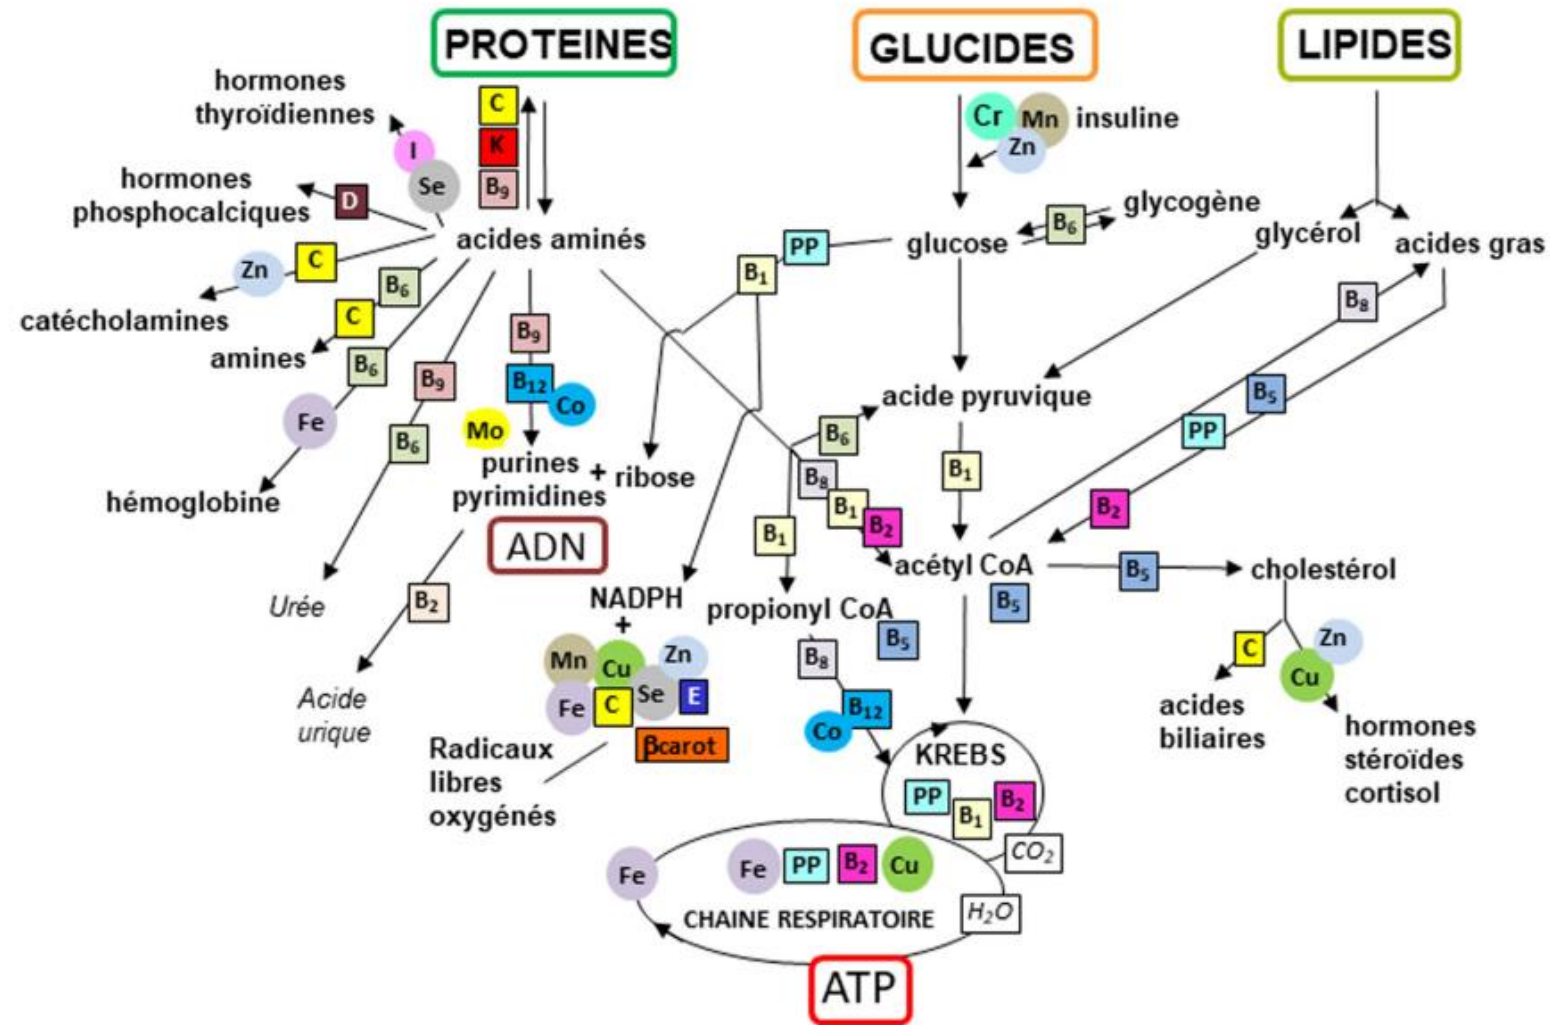 PROTEINES
GLUCIDES
LIPIDES
hormones
thyroïdiennes
C
K
B9
I
Se
Cr
Mn
Zn
insuline
hormones
phosphocalciques
D
acides aminés
PP
B1
glucose
B6
glycogène
glycérol
acides gras
Zn
C
catécholamines
B6
C
amines
B6
Fe
hémoglobine
B9
B6
Urée
B9
B12
Co
Mo
purines
pyrimidines
+
ribose
ADN
B2
Acide
urique
B8
B5
PP
B2
acide pyruvique
B6
B8
B1
B2
B1
B1
acétyl CoA
B5
B5
cholestérol
NADPH
+
propionyl CoA
B5
Mn
Cu
Zn
Fe
C
Se
E
βcarot
Radicaux
libres
oxygénés
B8
B12
Co
C
acides
biliaires
Zn
Cu
hormones
stéroïdes
cortisol
KREBS
PP
B1
B2
CO2
Fe
Fe
PP
B2
Cu
CHAINE RESPIRATOIRE
H2O
ATP